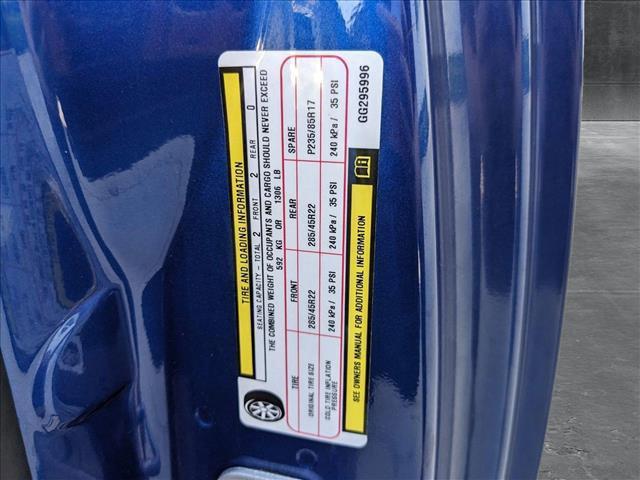 TIRE AND LOADING INFORMATION
SEATING CAPACITY - TOTAL 2 FRONT 2 REAR 0
THE COMBINED WEIGHT OF OCCUPANTS AND CARGO SHOULD NEVER EXCEED
592 KG OR 1306 LB
TIRE FRONT REAR SPARE
ORIGINAL TIRE SIZE 285/45R22 285/45R22 P235/85R17
COLD TIRE INFLATION PRESSURE 240 kPa / 35 PSI 240 kPa / 35 PSI 240 kPa / 35 PSI
SEE OWNERS MANUAL FOR ADDITIONAL INFORMATION
GG295996